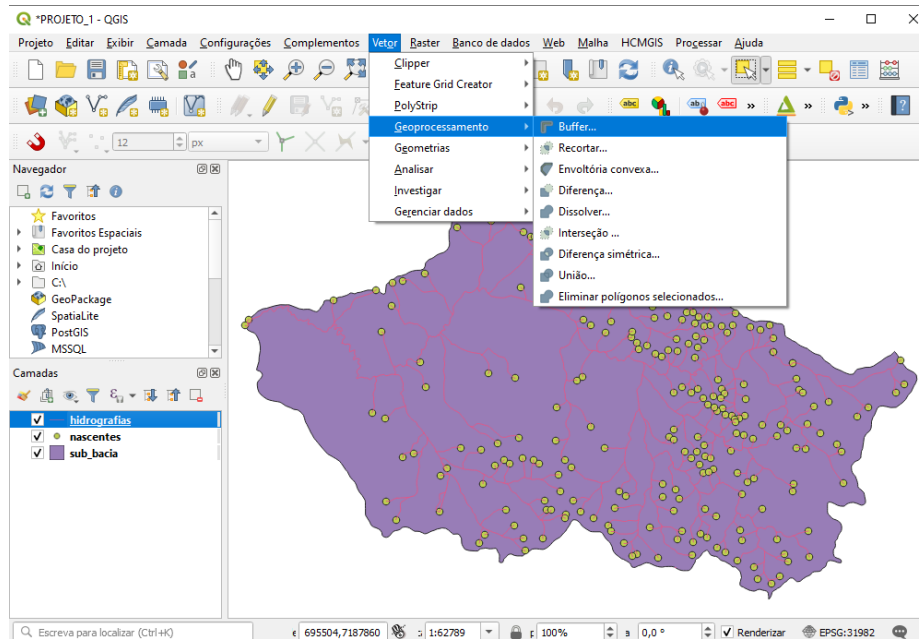 *PROJETO_1 - QGIS
Projeto Editar Exibir Camada Configurações Complementos Vetor Raster Banco de dados Web Malha HCMGIS Processar Ajuda
Clipper
Feature Grid Creator
PolyStrip
abc abc abc » » »
Geoprocessamento
Buffer...
12 px
Geometrias
Recortar...
Navegador
Analisar
Envoltória convexa...
Investigar
Diferença...
Favoritos
Gerenciar dados
Dissolver...
Favoritos Espaciais
Interseção ...
Casa do projeto
Diferença simétrica...
Início
União...
C:\
Eliminar polígonos selecionados...
GeoPackage
SpatiaLite
PostGIS
MSSQL
Camadas
hidrografias
nascentes
sub_bacia
Escreva para localizar (Ctrl+K) 695504,7187860 1:62789 100% 0,0 ° Renderizar EPSG:31982